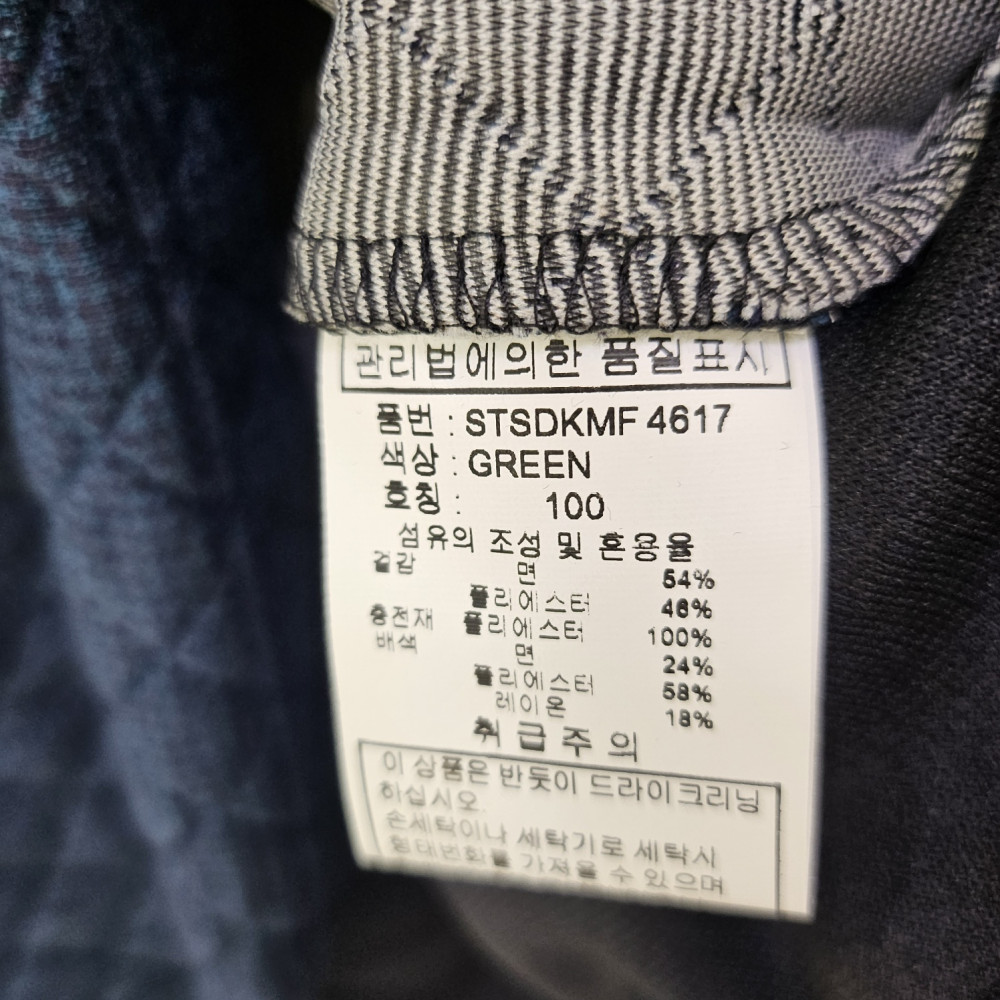 관리법에의한 품질표시
품번 : STSDKMF 4617
색상 : GREEN
호칭 : 100
섬유의 조성 및 혼용율
겉감 면 54%
폴리에스터 46%
충전재 폴리에스터 100%
배색 면 24%
폴리에스터 58%
레이온 18%
취급주의
이 상품은 반듯이 드라이크리닝
하십시오.
손세탁이나 세탁기로 세탁시
형태변화를 가져올 수 있으며